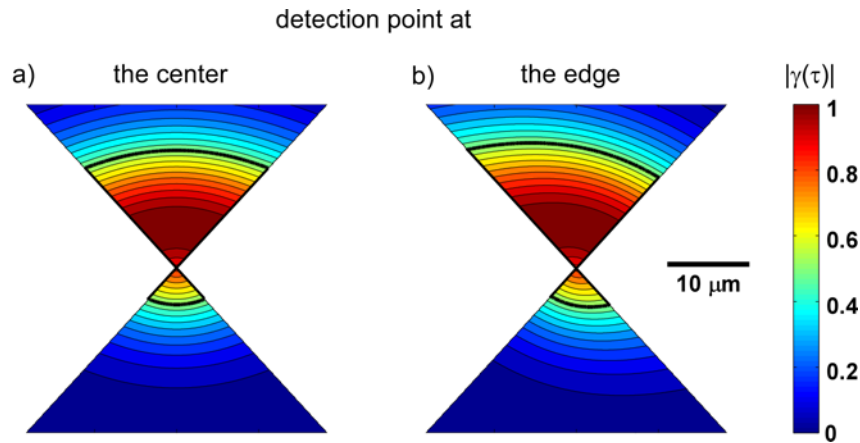 detection point at
a) the center
b) the edge
|γ(τ)|
1
0.8
0.6
0.4
0.2
0
10 μm